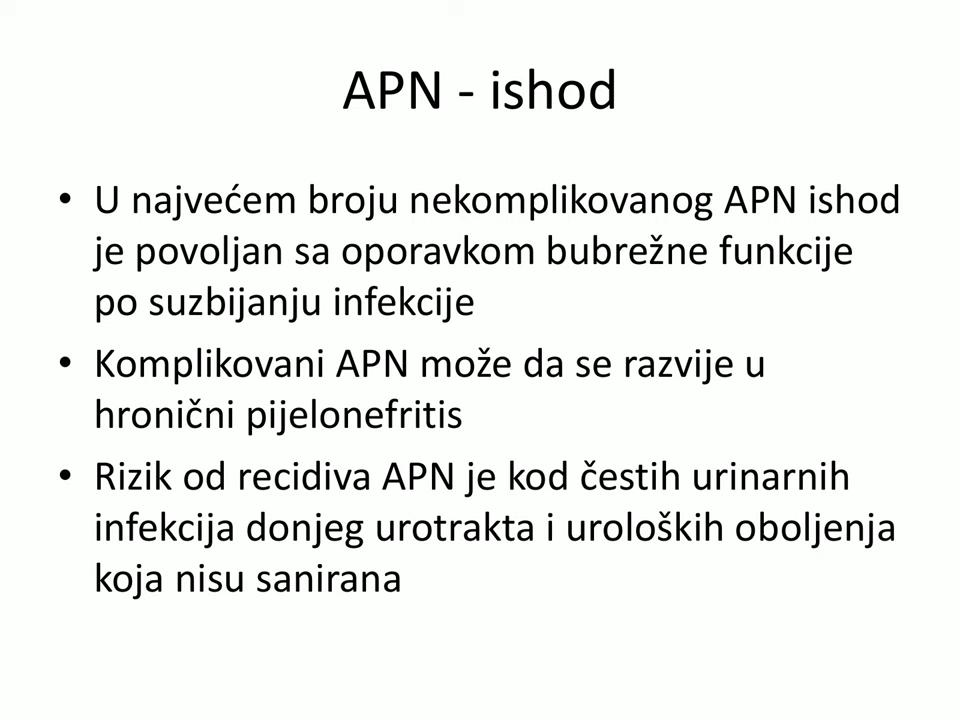 APN - ishod
• U najvećem broju nekomplikovanog APN ishod
je povoljan sa oporavkom bubrežne funkcije
po suzbijanju infekcije
• Komplikovani APN može da se razvije u
hronični pijelonefritis
• Rizik od recidiva APN je kod čestih urinarnih
infekcija donjeg urotrakta i uroloških oboljenja
koja nisu sanirana